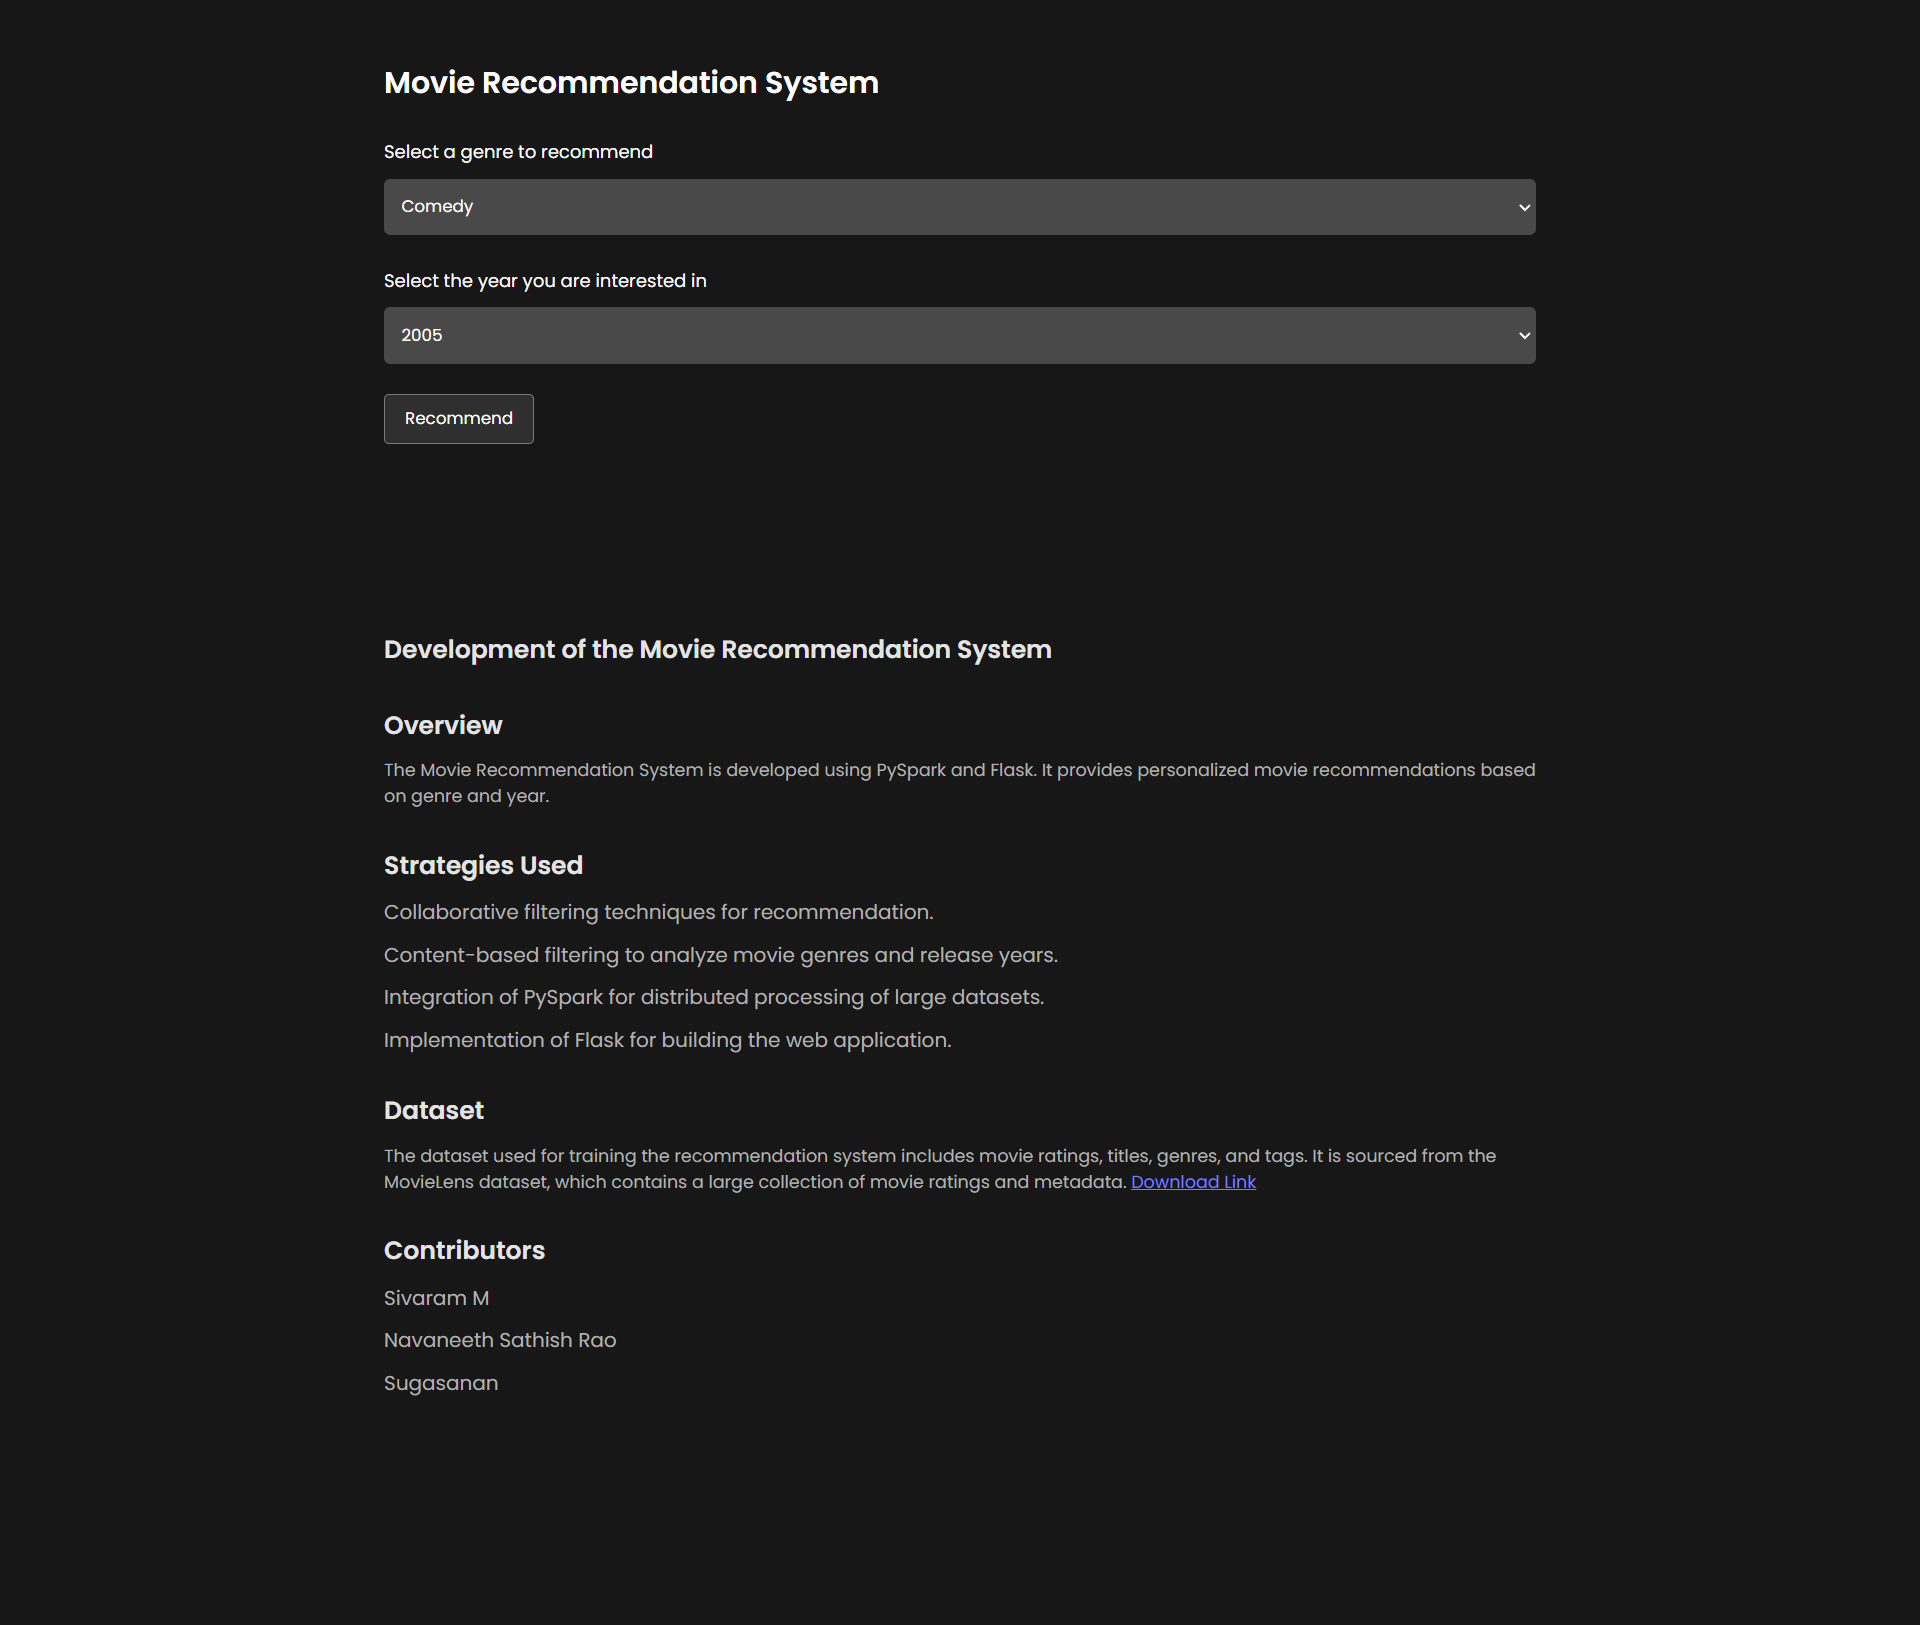 Movie Recommendation System
Select a genre to recommend
Comedy
Select the year you are interested in
2005
Recommend
Development of the Movie Recommendation System
Overview
The Movie Recommendation System is developed using PySpark and Flask. It provides personalized movie recommendations based
on genre and year.
Strategies Used
Collaborative filtering techniques for recommendation.
Content-based filtering to analyze movie genres and release years.
Integration of PySpark for distributed processing of large datasets.
Implementation of Flask for building the web application.
Dataset
The dataset used for training the recommendation system includes movie ratings, titles, genres, and tags. It is sourced from the
MovieLens dataset, which contains a large collection of movie ratings and metadata. Download Link
Contributors
Sivaram M
Navaneeth Sathish Rao
Sugasanan